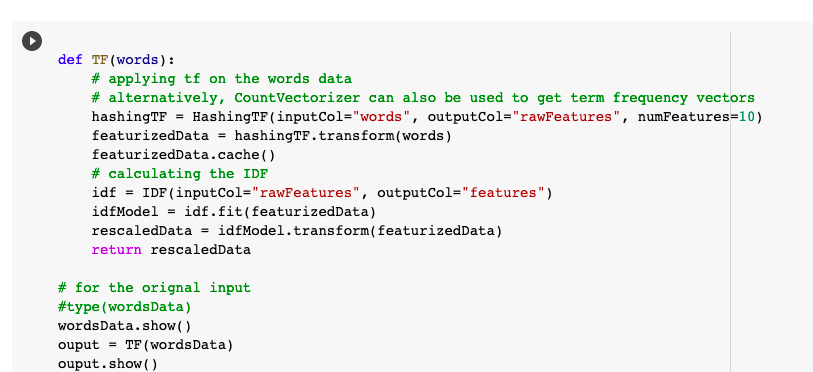 def TF(words):
    # applying tf on the words data
    # alternatively, CountVectorizer can also be used to get term frequency vectors
    hashingTF = HashingTF(inputCol="words", outputCol="rawFeatures", numFeatures=10)
    featurizedData = hashingTF.transform(words)
    featurizedData.cache()
    # calculating the IDF
    idf = IDF(inputCol="rawFeatures", outputCol="features")
    idfModel = idf.fit(featurizedData)
    rescaledData = idfModel.transform(featurizedData)
    return rescaledData

# for the orignal input
#type(wordsData)
wordsData.show()
ouput = TF(wordsData)
ouput.show()